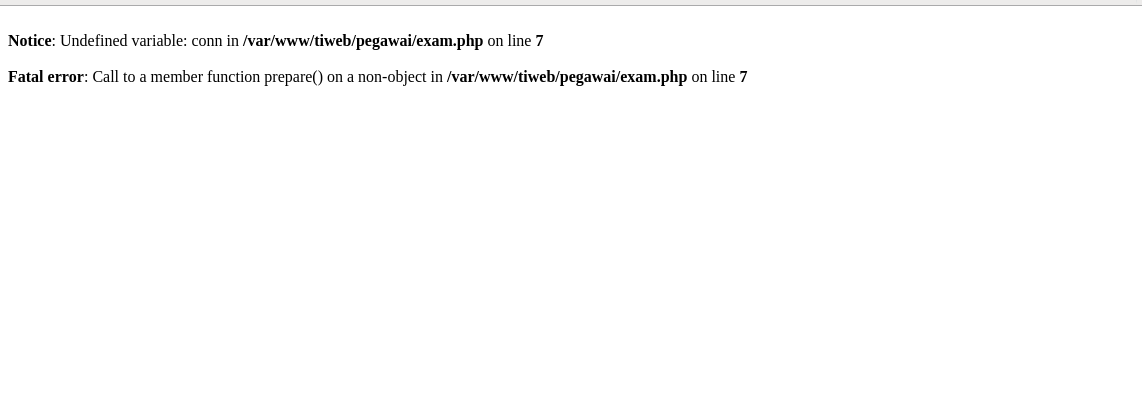 Notice: Undefined variable: conn in /var/www/tiweb/pegawai/exam.php on line 7
Fatal error: Call to a member function prepare() on a non-object in /var/www/tiweb/pegawai/exam.php on line 7